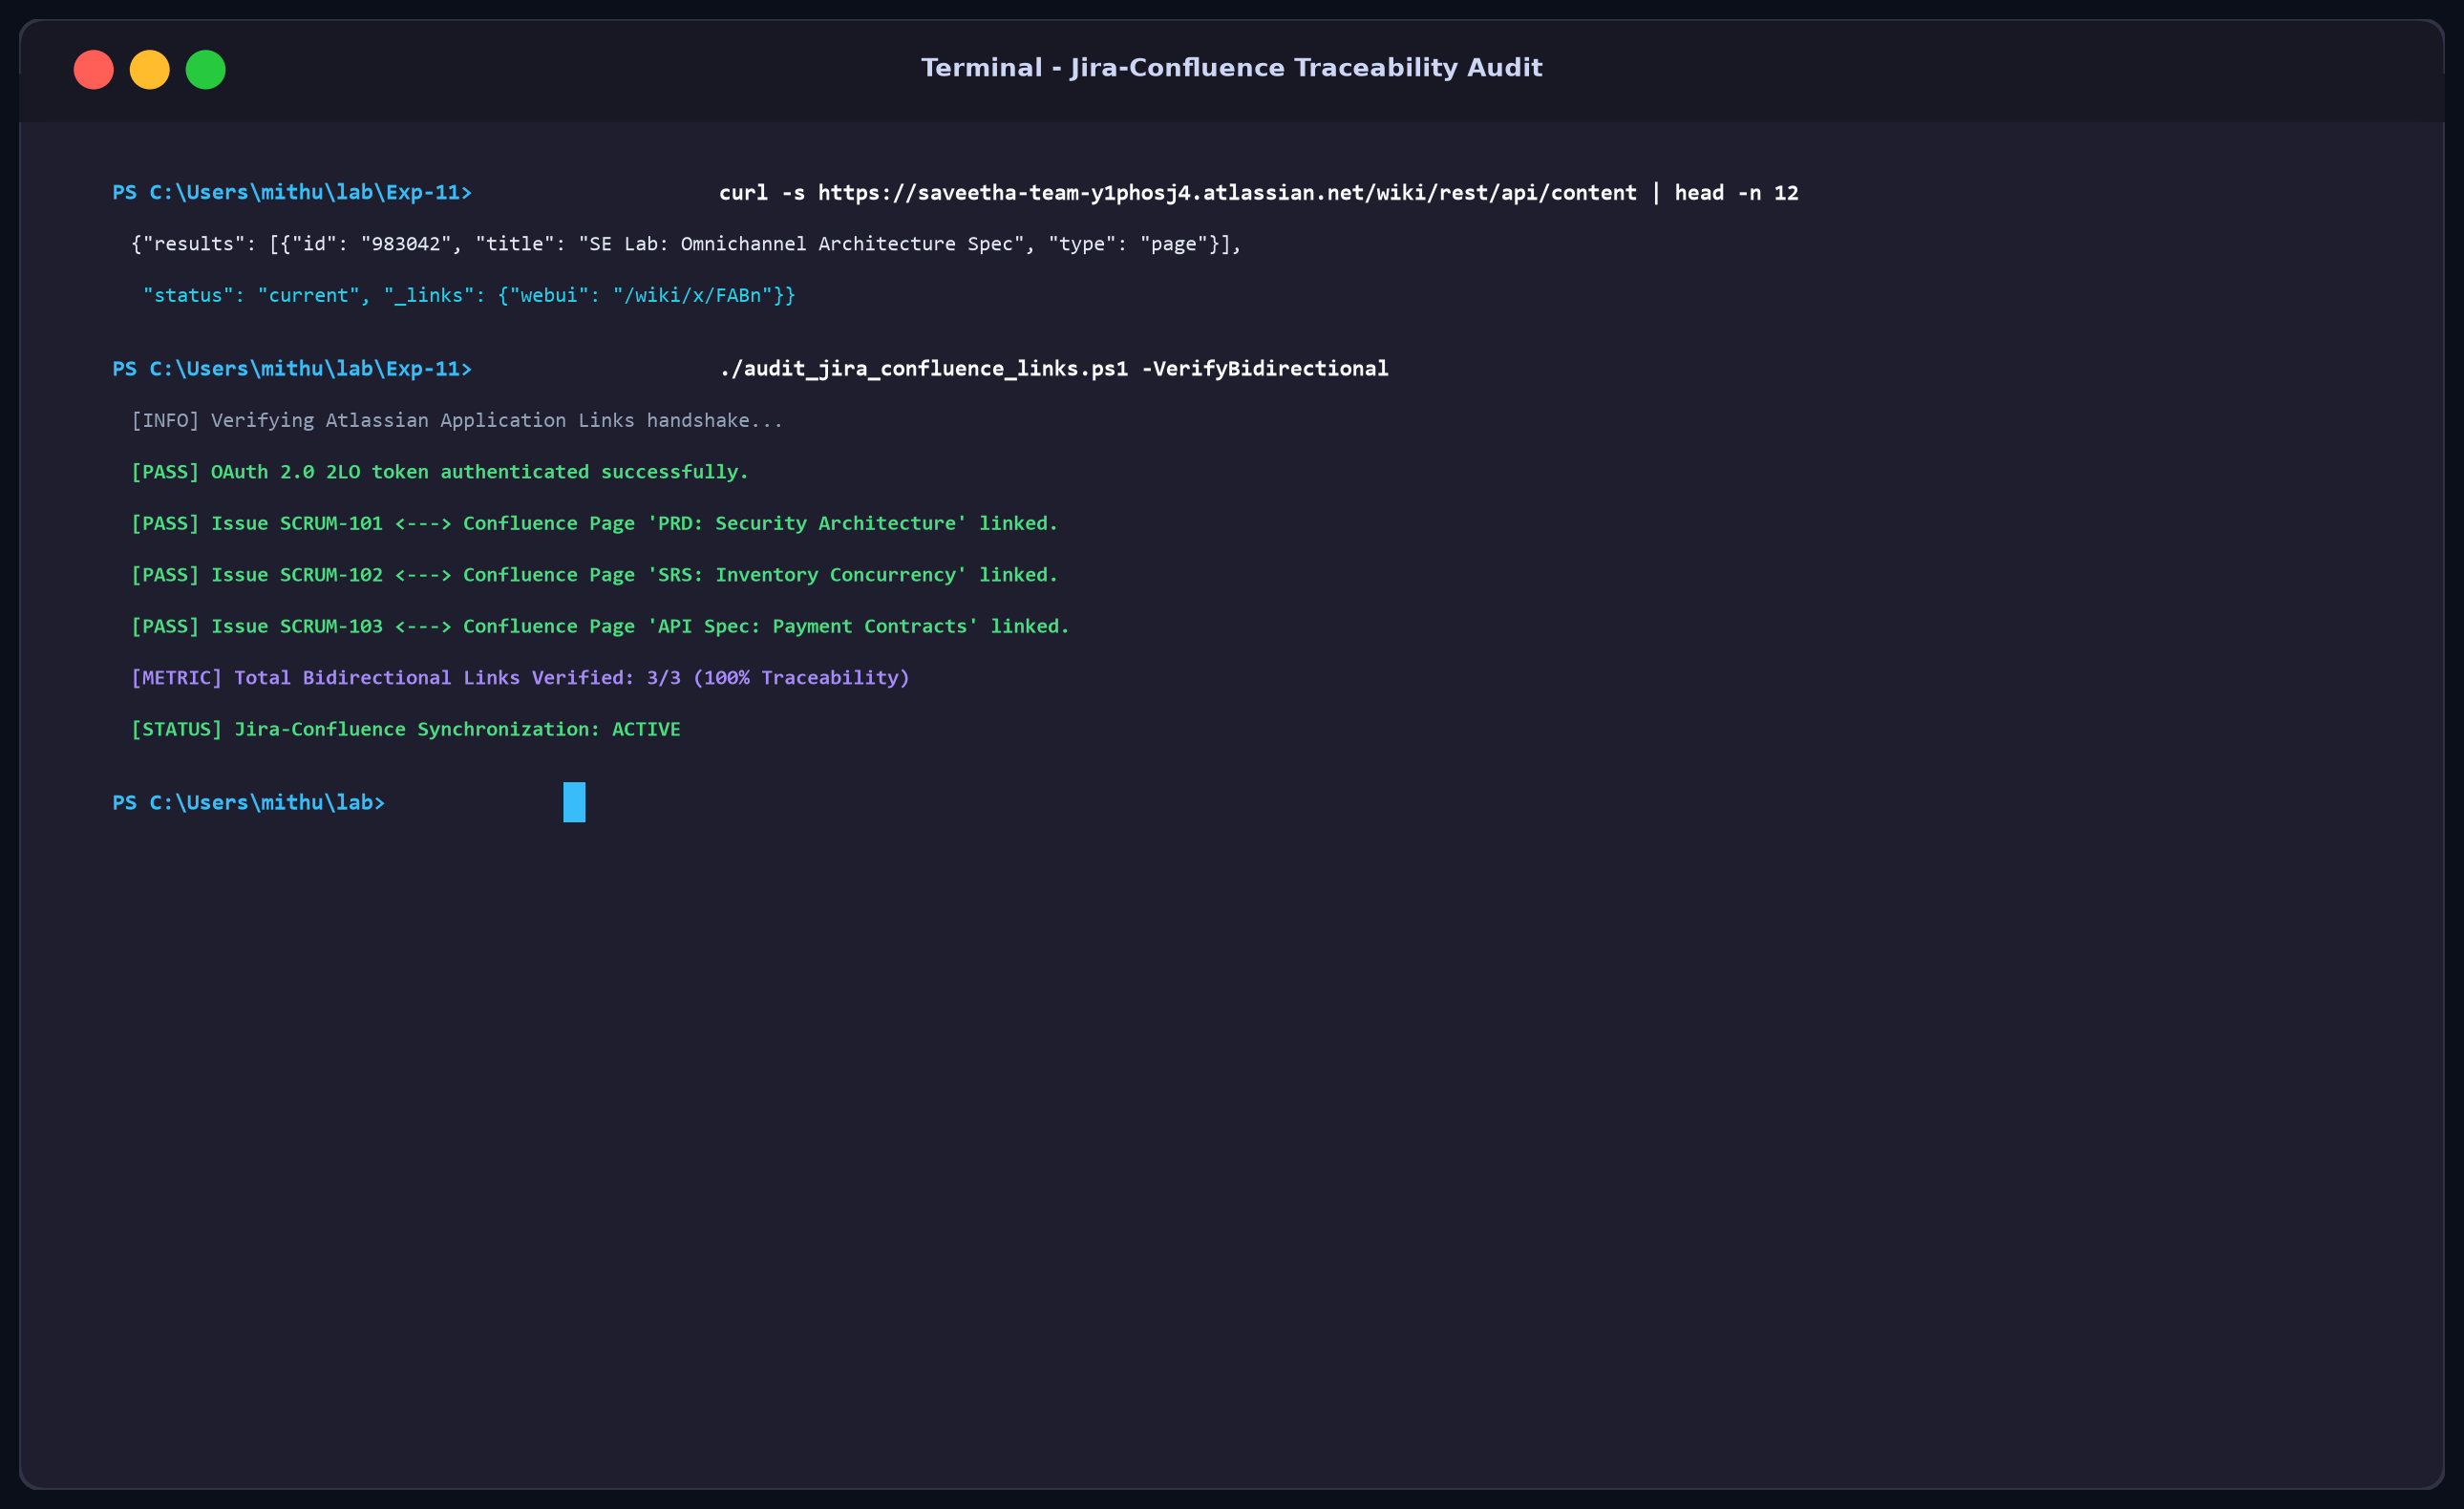 Terminal - Jira-Confluence Traceability Audit
PS C:\Users\mithu\lab\Exp-11> curl -s https://saveetha-team-y1phosj4.atlassian.net/wiki/rest/api/content | head -n 12
{"results": [{"id": "983042", "title": "SE Lab: Omnichannel Architecture Spec", "type": "page"}],
"status": "current", "_links": {"webui": "/wiki/x/FABn"}}
PS C:\Users\mithu\lab\Exp-11> ./audit_jira_confluence_links.ps1 -VerifyBidirectional
[INFO] Verifying Atlassian Application Links handshake...
[PASS] OAuth 2.0 2LO token authenticated successfully.
[PASS] Issue SCRUM-101 <---> Confluence Page 'PRD: Security Architecture' linked.
[PASS] Issue SCRUM-102 <---> Confluence Page 'SRS: Inventory Concurrency' linked.
[PASS] Issue SCRUM-103 <---> Confluence Page 'API Spec: Payment Contracts' linked.
[METRIC] Total Bidirectional Links Verified: 3/3 (100% Traceability)
[STATUS] Jira-Confluence Synchronization: ACTIVE
PS C:\Users\mithu\lab>